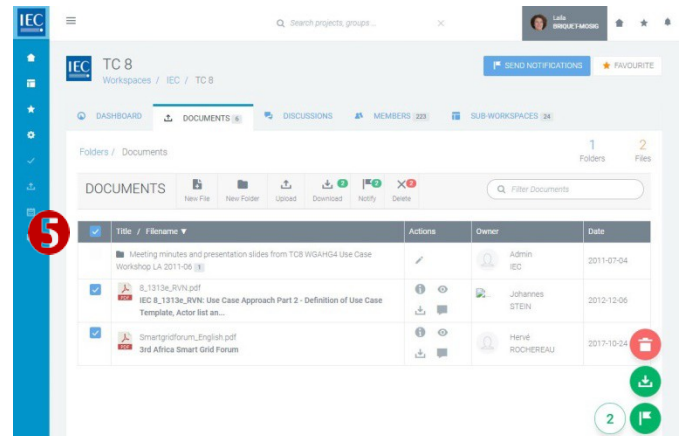 IEC
Search projects, groups ...
Laila
BRIQUET-MOSIG
IEC
TC 8
Workspaces / IEC / TC 8
SEND NOTIFICATIONS
FAVOURITE
DASHBOARD
DOCUMENTS 5
DISCUSSIONS
MEMBERS 223
SUB-WORKSPACES 24
Folders / Documents
1
Folders
2
Files
DOCUMENTS
New File
New Folder
Upload
2
Download
2
Notify
2
Delete
Filter Documents
5
Title / Filename
Actions
Owner
Date
Meeting minutes and presentation slides from TC8 WGAHG4 Use Case
Workshop LA 2011-06 1
Admin
IEC
2011-07-04
PDF
8_1313e_RVN.pdf
IEC 8_1313e_RVN: Use Case Approach Part 2 - Definition of Use Case
Template, Actor list an...
Johannes
STEIN
2012-12-06
PDF
Smartgridforum_English.pdf
3rd Africa Smart Grid Forum
Hervé
ROCHEREAU
2017-10-24
2